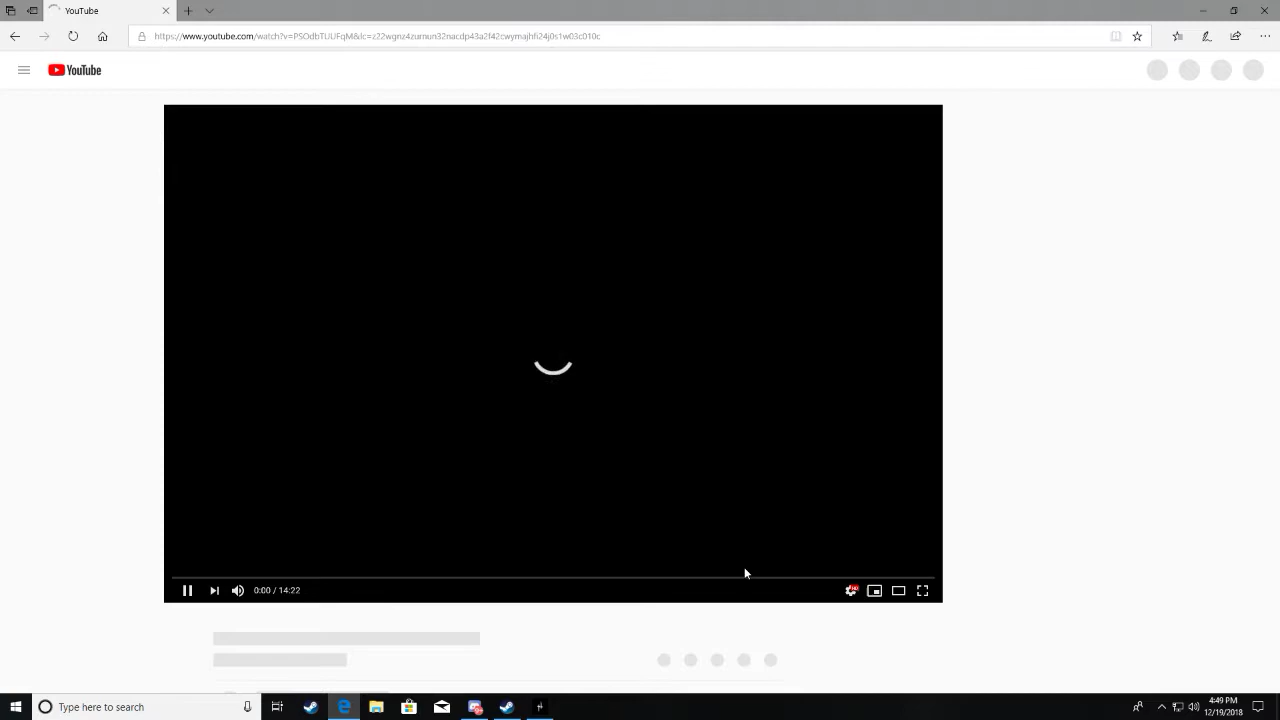 YouTube
https://www.youtube.com/watch?v=PSOdbTUUFqM&lc=z22wgnz4zumun32nacdp43a2f42cwymajhfi24j0s1w03c010c
YouTube
0:00 / 14:22
HD
Type here to search
4:49 PM
12/19/2018